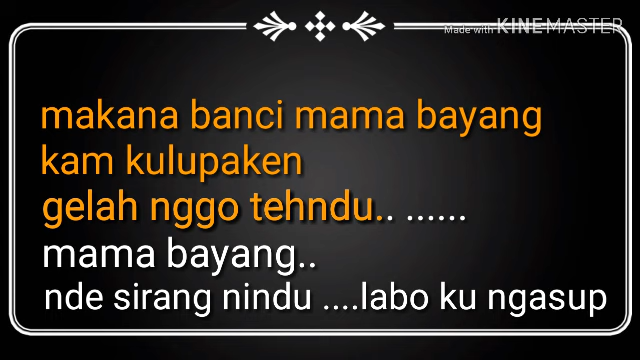 Made with KINEMASTER
makana banci mama bayang
kam kulupaken
gelah nggo tehndu.. ......
mama bayang..
nde sirang nindu ....labo ku ngasup